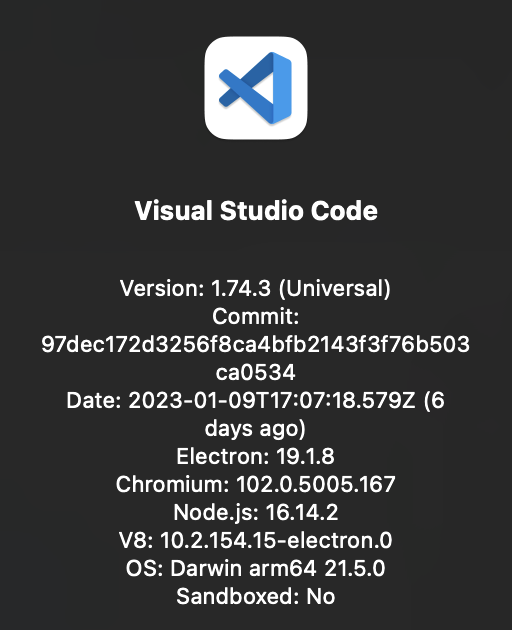 Visual Studio Code
Version: 1.74.3 (Universal)
Commit:
97dec172d3256f8ca4bfb2143f3f76b503
ca0534
Date: 2023-01-09T17:07:18.579Z (6
days ago)
Electron: 19.1.8
Chromium: 102.0.5005.167
Node.js: 16.14.2
V8: 10.2.154.15-electron.0
OS: Darwin arm64 21.5.0
Sandboxed: No